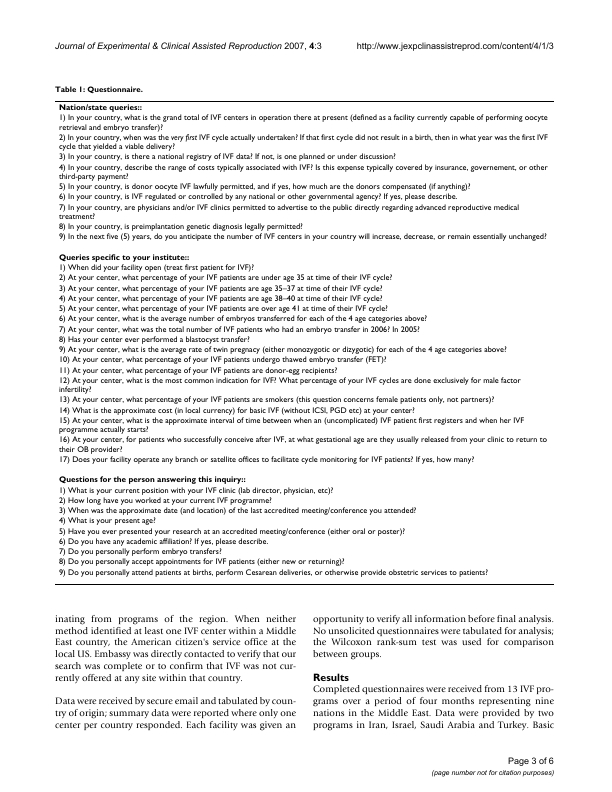 Journal of Experimental & Clinical Assisted Reproduction 2007, 4:3
http://www.jexpclinassistreprod.com/content/4/1/3
Table 1: Questionnaire.
Nation/state queries::
1) In your country, what is the grand total of IVF centers in operation there at present (defined as a facility currently capable of performing oocyte
retrieval and embryo transfer)?
2) In your country, when was the very first IVF cycle actually undertaken? If that first cycle did not result in a birth, then in what year was the first IVF
cycle that yielded a viable delivery?
3) In your country, is there a national registry of IVF data? If not, is one planned or under discussion?
4) In your country, describe the range of costs typically associated with IVF? Is this expense typically covered by insurance, governement, or other
third-party payment?
5) In your country, is donor oocyte IVF lawfully permitted, and if yes, how much are the donors compensated (if anything)?
6) In your country, is IVF regulated or controlled by any national or other governmental agency? If yes, please describe.
7) In your country, are physicians and/or IVF clinics permitted to advertise to the public directly regarding advanced reproductive medical
treatment?
8) In your country, is preimplantation genetic diagnosis legally permitted?
9) In the next five (5) years, do you anticipate the number of IVF centers in your country will increase, decrease, or remain essentially unchanged?
Queries specific to your institute::
1) When did your facility open (treat first patient for IVF)?
2) At your center, what percentage of your IVF patients are under age 35 at time of their IVF cycle?
3) At your center, what percentage of your IVF patients are age 35–37 at time of their IVF cycle?
4) At your center, what percentage of your IVF patients are age 38–40 at time of their IVF cycle?
5) At your center, what percentage of your IVF patients are over age 41 at time of their IVF cycle?
6) At your center, what is the average number of embryos transferred for each of the 4 age categories above?
7) At your center, what was the total number of IVF patients who had an embryo transfer in 2006? In 2005?
8) Has your center ever performed a blastocyst transfer?
9) At your center, what is the average rate of twin pregnancy (either monozygotic or dizygotic) for each of the 4 age categories above?
10) At your center, what percentage of your IVF patients undergo thawed embryo transfer (FET)?
11) At your center, what percentage of your IVF patients are donor-egg recipients?
12) At your center, what is the most common indication for IVF? What percentage of your IVF cycles are done exclusively for male factor
infertility?
13) At your center, what percentage of your IVF patients are smokers (this question concerns female patients only, not partners)?
14) What is the approximate cost (in local currency) for basic IVF (without ICSI, PGD etc) at your center?
15) At your center, what is the approximate interval of time between when an (uncomplicated) IVF patient first registers and when her IVF
programme actually starts?
16) At your center, for patients who successfully conceive after IVF, at what gestational age are they usually released from your clinic to return to
their OB provider?
17) Does your facility operate any branch or satellite offices to facilitate cycle monitoring for IVF patients? If yes, how many?
Questions for the person answering this inquiry::
1) What is your current position with your IVF clinic (lab director, physician, etc)?
2) How long have you worked at your current IVF programme?
3) When was the approximate date (and location) of the last accredited meeting/conference you attended?
4) What is your present age?
5) Have you ever presented your research at an accredited meeting/conference (either oral or poster)?
6) Do you have any academic affiliation? If yes, please describe.
7) Do you personally perform embryo transfers?
8) Do you personally accept appointments for IVF patients (either new or returning)?
9) Do you personally attend patients at births, perform Cesarean deliveries, or otherwise provide obstetric services to patients?
inating from programs of the region. When neither
method identified at least one IVF center within a Middle
East country, the American citizen's service office at the
local US. Embassy was directly contacted to verify that our
search was complete or to confirm that IVF was not cur-
rently offered at any site within that country.
Data were received by secure email and tabulated by coun-
try of origin; summary data were reported where only one
center per country responded. Each facility was given an
opportunity to verify all information before final analysis.
No unsolicited questionnaires were tabulated for analysis;
the Wilcoxon rank-sum test was used for comparison
between groups.
Results
Completed questionnaires were received from 13 IVF pro-
grams over a period of four months representing nine
nations in the Middle East. Data were provided by two
programs in Iran, Israel, Saudi Arabia and Turkey. Basic
Page 3 of 6
(page number not for citation purposes)